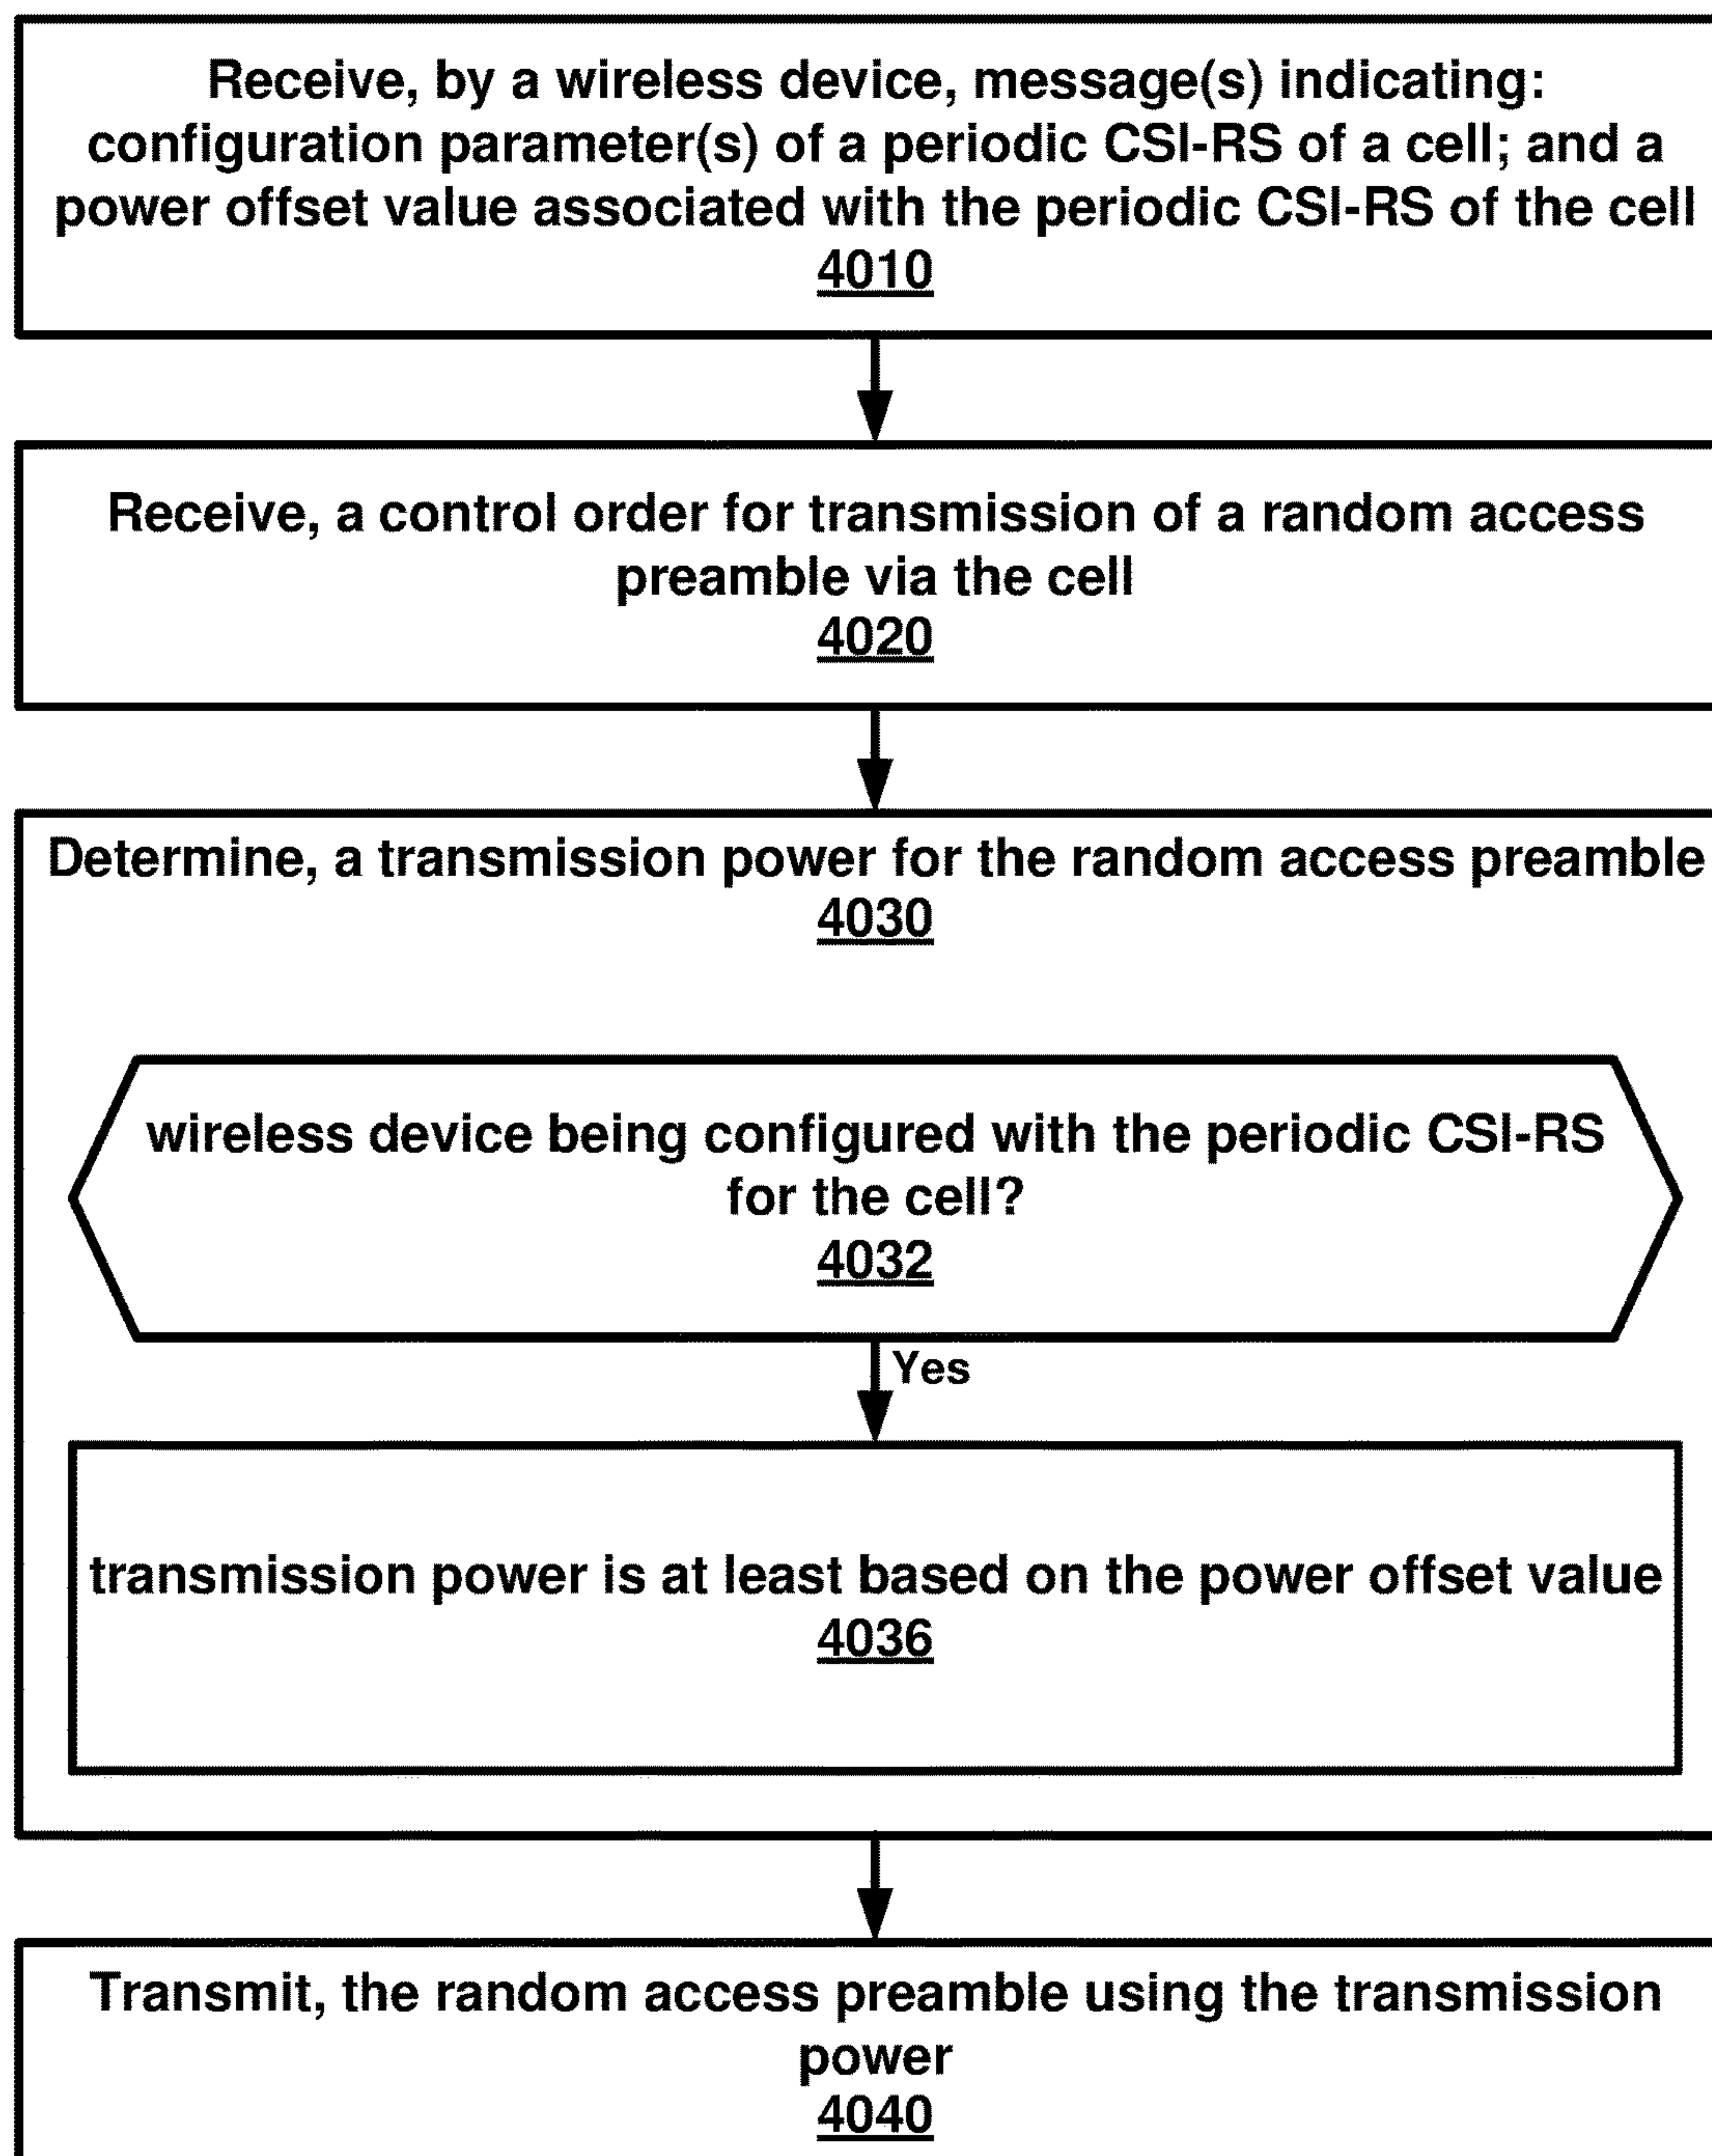 Receive, by a wireless device, message(s) indicating:
configuration parameter(s) of a periodic CSI-RS of a cell; and a
power offset value associated with the periodic CSI-RS of the cell
4010
Receive, a control order for transmission of a random access
preamble via the cell
4020
Determine, a transmission power for the random access preamble
4030
wireless device being configured with the periodic CSI-RS
for the cell?
4032
Yes
transmission power is at least based on the power offset value
4036
Transmit, the random access preamble using the transmission
power
4040